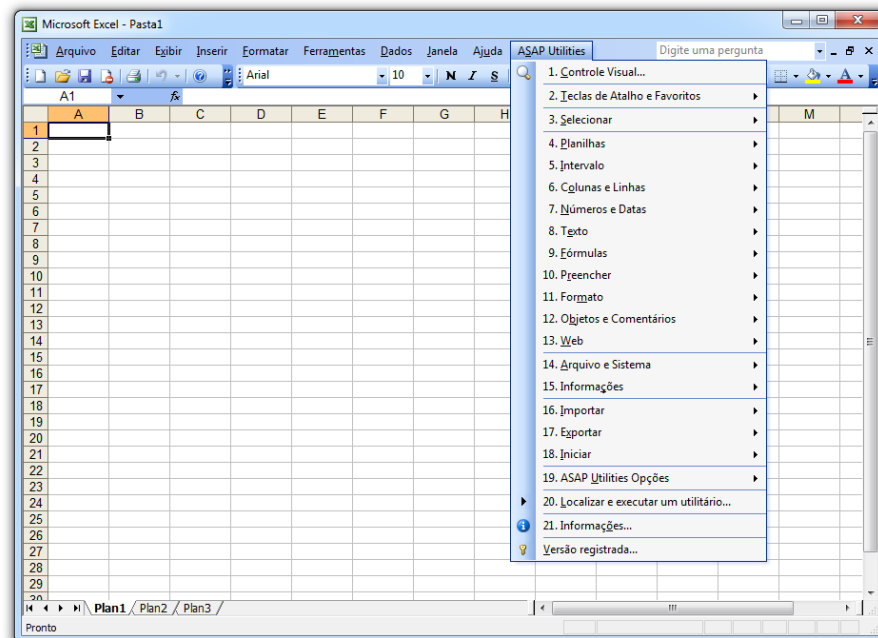 Microsoft Excel - Pasta1
Arquivo Editar Exibir Inserir Formatar Ferramentas Dados Janela Ajuda ASAP Utilities Digite uma pergunta
Arial 10 N I S A
A1 fx
A B C D E F G H M
1
2
3
4
5
6
7
8
9
10
11
12
13
14
15
16
17
18
19
20
21
22
23
24
25
26
27
28
29
30
1. Controle Visual...
2. Teclas de Atalho e Favoritos
3. Selecionar
4. Planilhas
5. Intervalo
6. Colunas e Linhas
7. Números e Datas
8. Texto
9. Fórmulas
10. Preencher
11. Formato
12. Objetos e Comentários
13. Web
14. Arquivo e Sistema
15. Informações
16. Importar
17. Exportar
18. Iniciar
19. ASAP Utilities Opções
20. Localizar e executar um utilitário...
21. Informações...
Versão registrada...
Plan1 Plan2 Plan3
Pronto